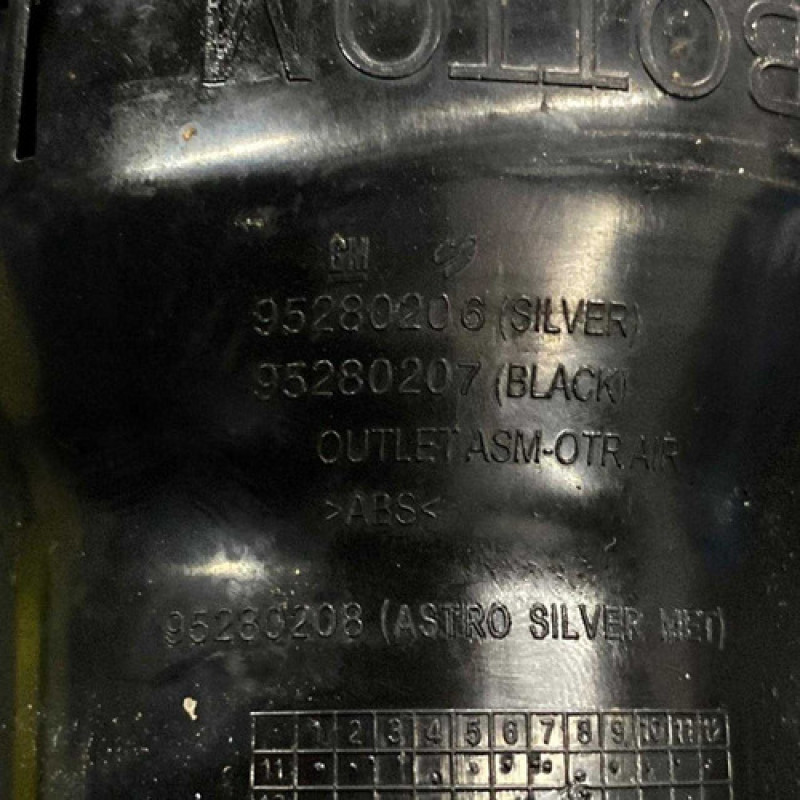 BOTTOM
GM
95280206 (SILVER)
95280207 (BLACK)
OUTLET ASM-OTR AIR
>ABS<
95280208 (ASTRO SILVER MET)
1 2 3 4 5 6 7 8 9 10 11 12
11